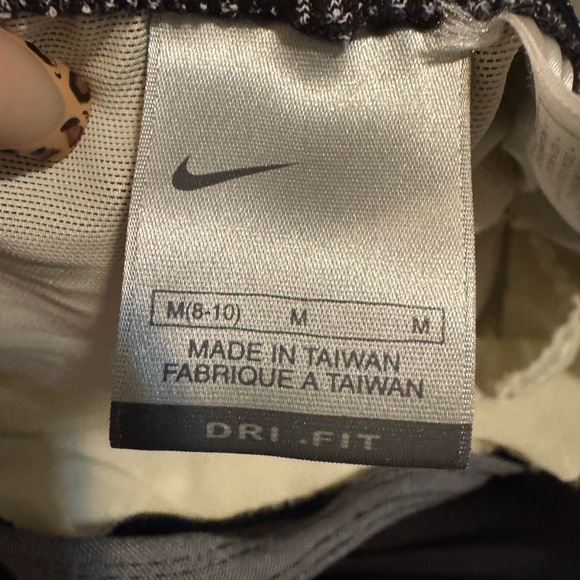 M(8-10) M M
MADE IN TAIWAN
FABRIQUE A TAIWAN
DRI .FIT